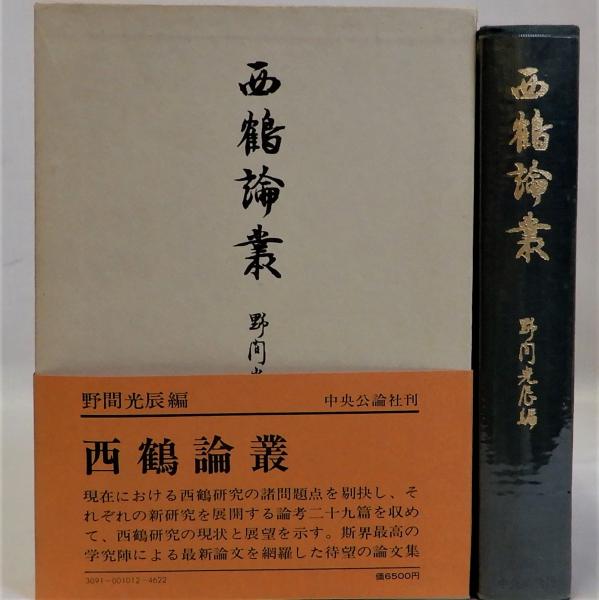 西鶴論叢
野間光
野間光辰編
中央公論社刊
西鶴論叢
現在における西鶴研究の諸問題点を剔抉し、そ
れぞれの新研究を展開する論考二十九篇を収め
て、西鶴研究の現状と展望を示す。斯界最高の
学究陣による最新論文を網羅した待望の論文集
3091-001012-4622
価6500円
西鶴論叢
野間光辰編